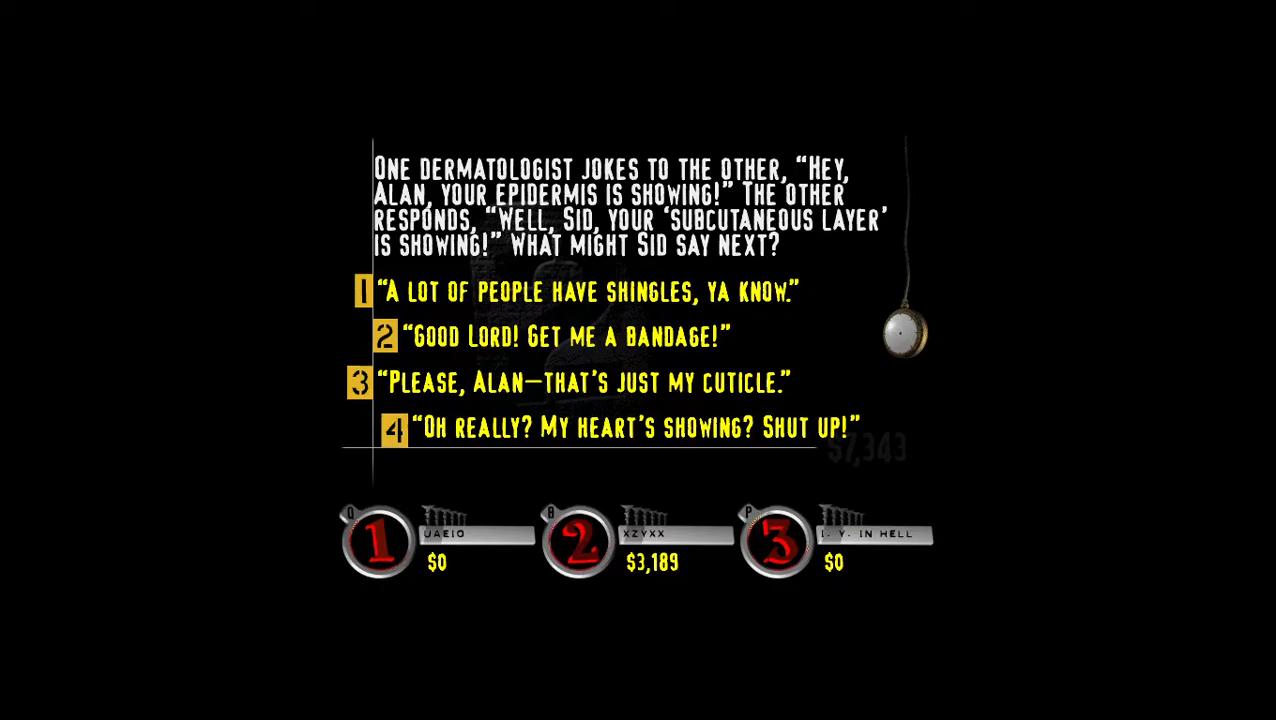 ONE DERMATOLOGIST JOKES TO THE OTHER, “HEY,
ALAN, YOUR EPIDERMIS IS SHOWING!” THE OTHER
RESPONDS, “WELL, SID, YOUR ‘SUBCUTANEOUS LAYER’
IS SHOWING!” WHAT MIGHT SID SAY NEXT?
1 “A LOT OF PEOPLE HAVE SHINGLES, YA KNOW.”
2 “GOOD LORD! GET ME A BANDAGE!”
3 “PLEASE, ALAN—THAT’S JUST MY CUTICLE.”
4 “OH REALLY? MY HEART’S SHOWING? SHUT UP!”
$7,343
Q B P
1 UAEIO 2 XZYXX 3 I. V. IN HELL
$0 $3,189 $0